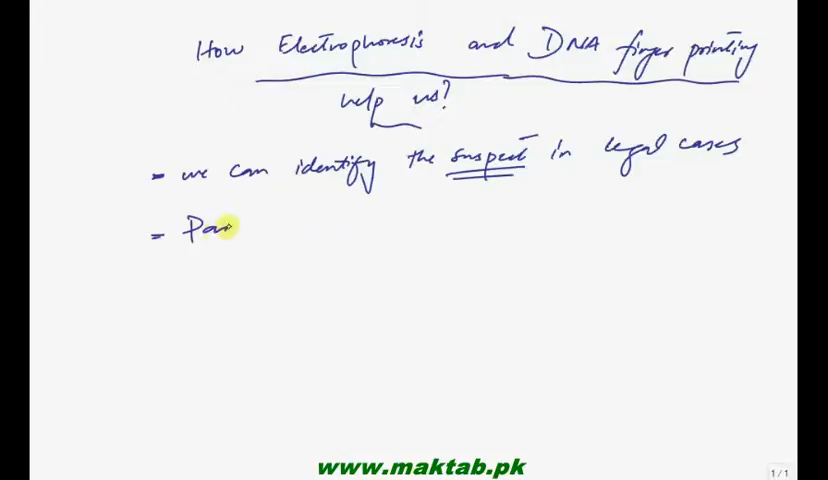 How Electrophoresis and DNA finger printing
help us?
- we can identify the suspect in legal cases
= Par
www.maktab.pk
1/1